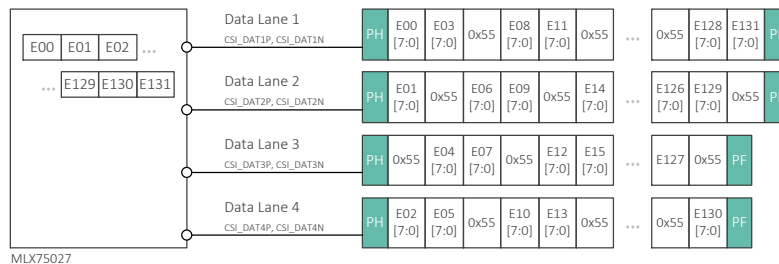 E00 E01 E02 ...
... E129 E130 E131
MLX75027
Data Lane 1
CSI_DAT1P, CSI_DAT1N
PH E00 [7:0] E03 [7:0] 0x55 E08 [7:0] E11 [7:0] 0x55 ... 0x55 E128 [7:0] E131 [7:0]
Data Lane 2
CSI_DAT2P, CSI_DAT2N
PH E01 [7:0] 0x55 E06 [7:0] E09 [7:0] 0x55 E14 [7:0] ... E126 [7:0] E129 [7:0] 0x55
Data Lane 3
CSI_DAT3P, CSI_DAT3N
PH 0x55 E04 [7:0] E07 [7:0] 0x55 E12 [7:0] E15 [7:0] ... E127 0x55 PF
Data Lane 4
CSI_DAT4P, CSI_DAT4N
PH E02 [7:0] E05 [7:0] 0x55 E10 [7:0] E13 [7:0] 0x55 ... 0x55 E130 [7:0] PF